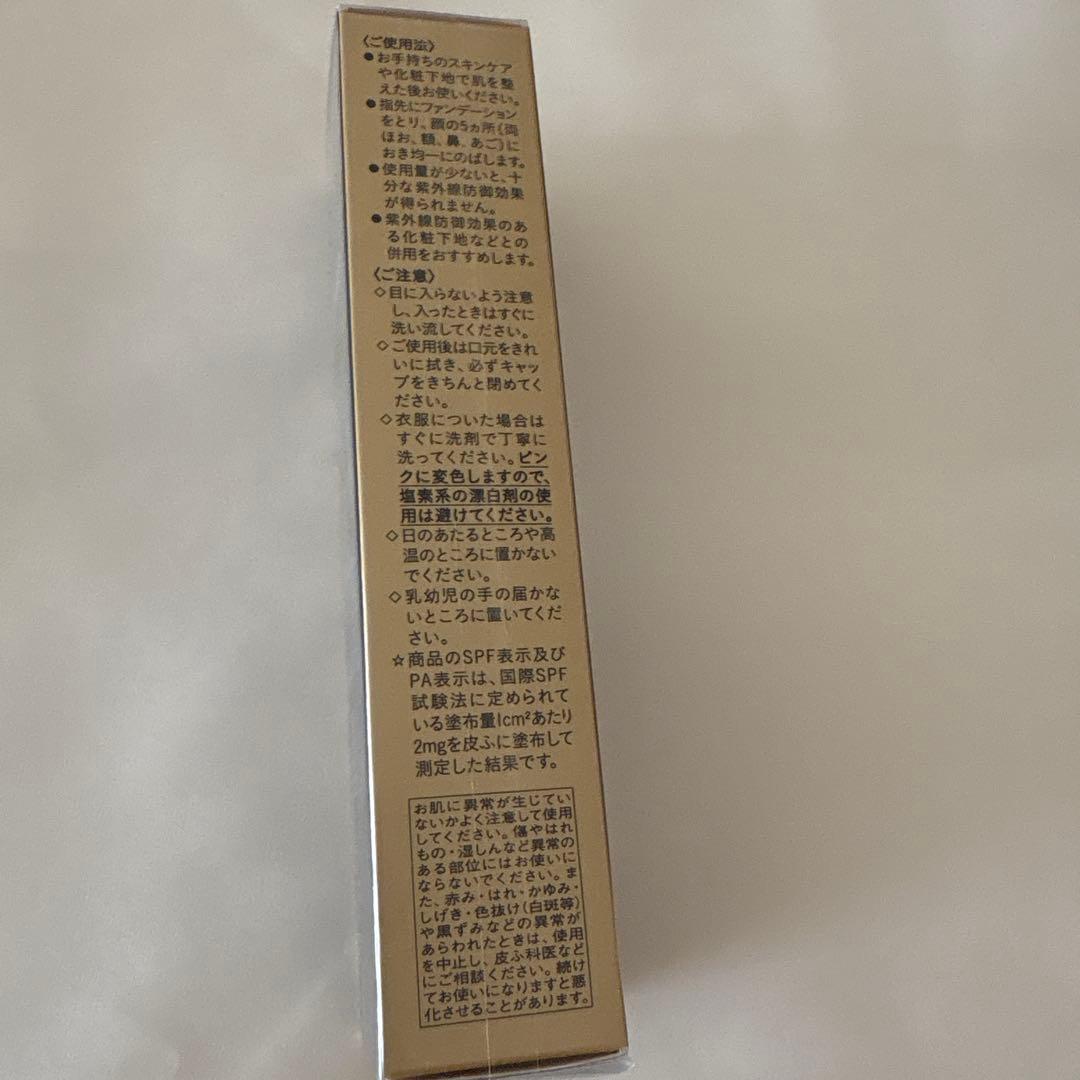 〈ご使用法〉
●お手持ちのスキンケア
や化粧下地で肌を整
えた後お使いください。
●指先にファンデーション
をとり、顔の5ヵ所(両
ほお、額、鼻、あご)に
おき均一にのばします。
●使用量が少ないと、十
分な紫外線防御効果
が得られません。
●紫外線防御効果のあ
る化粧下地などとの
併用をおすすめします。
〈ご注意〉
◇目に入らないよう注意
し、入ったときはすぐに
洗い流してください。
◇ご使用後は口元をきれ
いに拭き、必ずキャッ
プをきちんと閉めてく
ださい。
◇衣服についた場合は
すぐに洗剤で丁寧に
洗ってください。ピン
クに変色しますので、
塩素系の漂白剤の使
用は避けてください。
◇日のあたるところや高
温のところに置かない
でください。
◇乳幼児の手の届かな
いところに置いてくだ
さい。
☆商品のSPF表示及び
PA表示は、国際SPF
試験法に定められて
いる塗布量1cm²あたり
2mgを皮ふに塗布して
測定した結果です。
お肌に異常が生じてい
ないかよく注意して使用
してください。傷やはれ
もの・湿しんなど異常の
ある部位にはお使いに
ならないでください。ま
た、赤み・はれ・かゆみ・
しげき・色抜け(白斑等)
や黒ずみなどの異常が
あらわれたときは、使用
を中止し、皮ふ科医など
にご相談ください。続け
てお使いになりますと悪
化させることがあります。